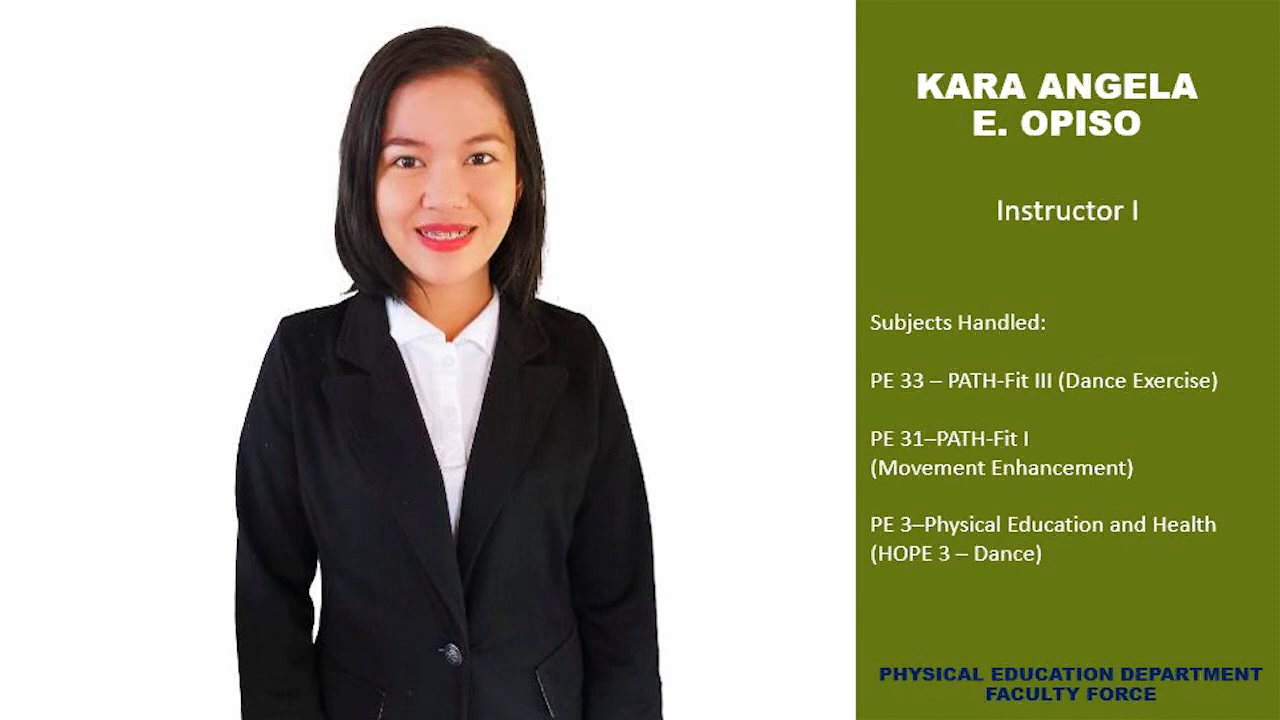 KARA ANGELA
E. OPISO
Instructor I
Subjects Handled:
PE 33 – PATH-Fit III (Dance Exercise)
PE 31–PATH-Fit I
(Movement Enhancement)
PE 3–Physical Education and Health
(HOPE 3 – Dance)
PHYSICAL EDUCATION DEPARTMENT
FACULTY FORCE